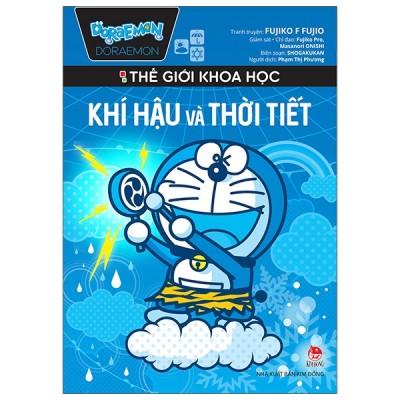 DORAEMON
DORAEMON
Tranh truyện: FUJIKO F FUJIO
Giám sát • Chỉ đạo: Fujiko Pro,
Masanori ONISHI
Biên soạn: SHOGAKUKAN
Người dịch: Phạm Thị Phương
THẾ GIỚI KHOA HỌC
KHÍ HẬU VÀ THỜI TIẾT
KIM ĐỒNG
NHÀ XUẤT BẢN KIM ĐỒNG